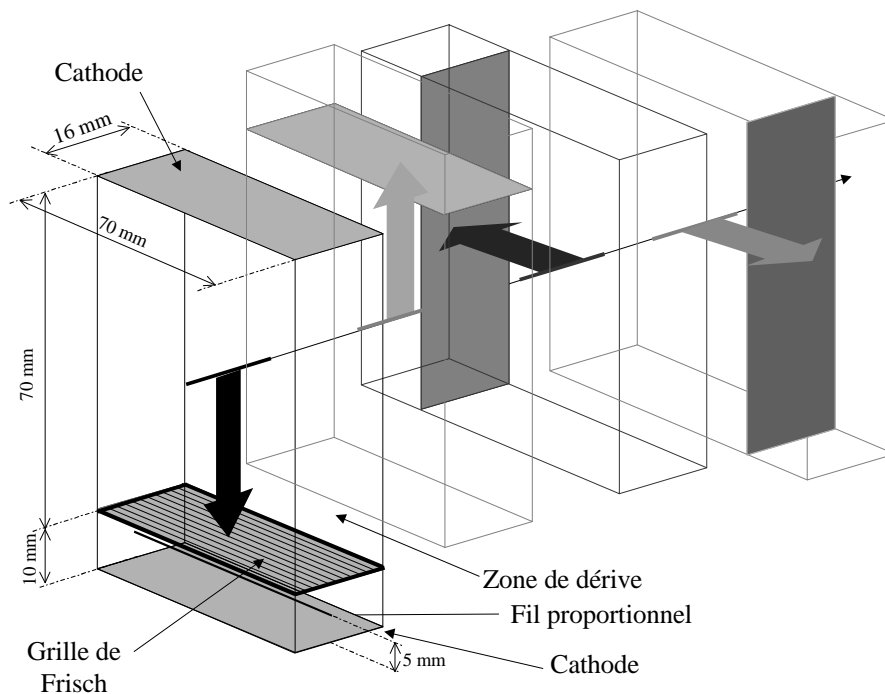 Cathode
16 mm
70 mm
70 mm
10 mm
Zone de dérive
Fil proportionnel
Cathode
5 mm
Grille de
Frisch